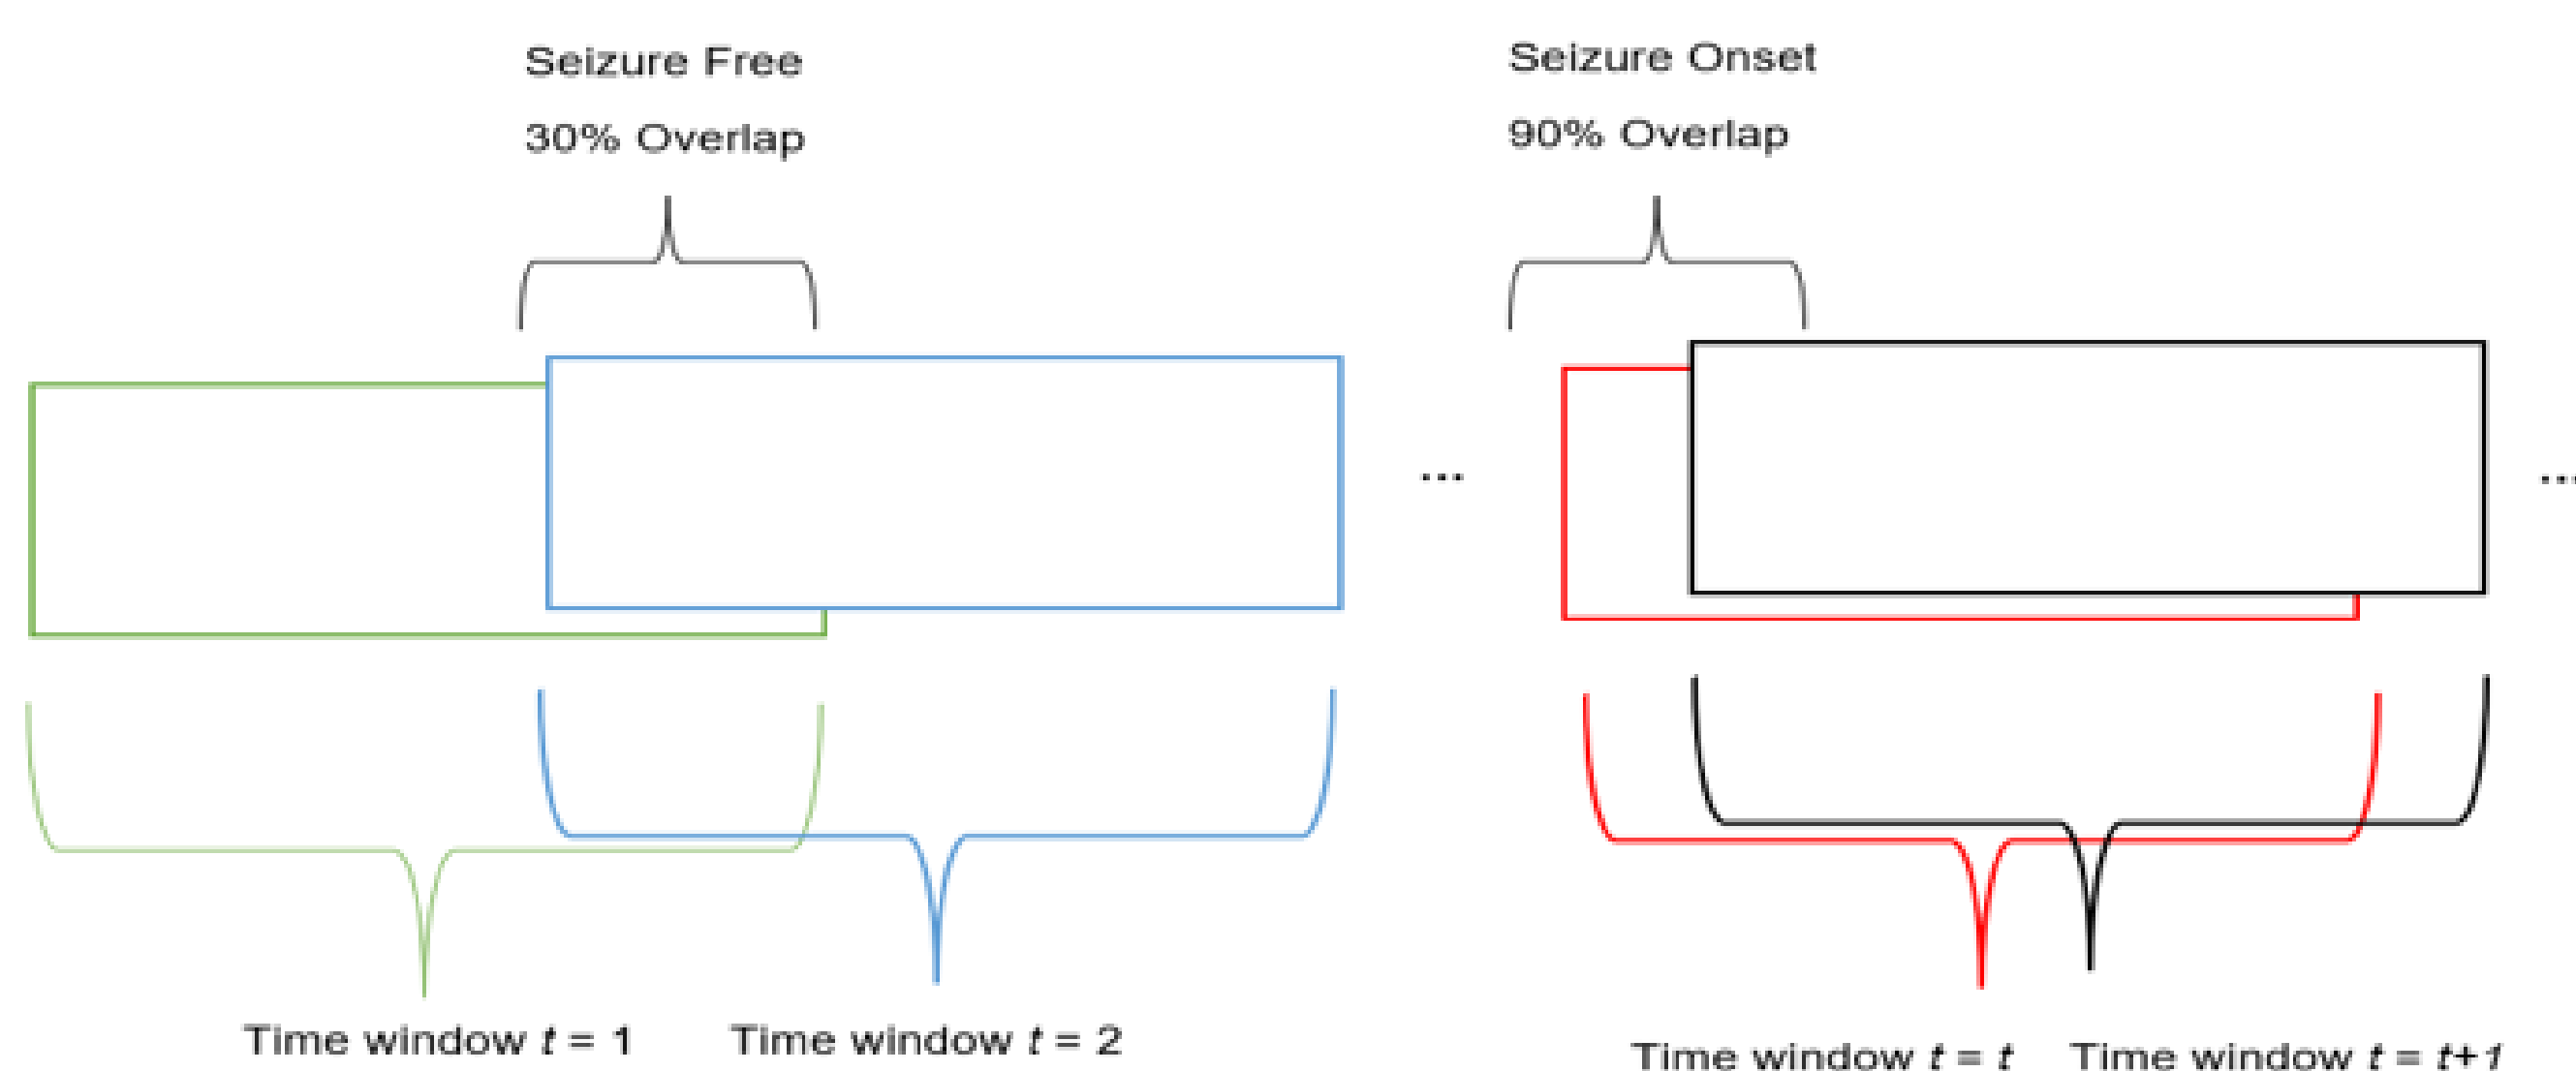 Seizure Free
30% Overlap
Seizure Onset
90% Overlap
...
...
Time window t = 1
Time window t = 2
Time window t = t
Time window t = t+1